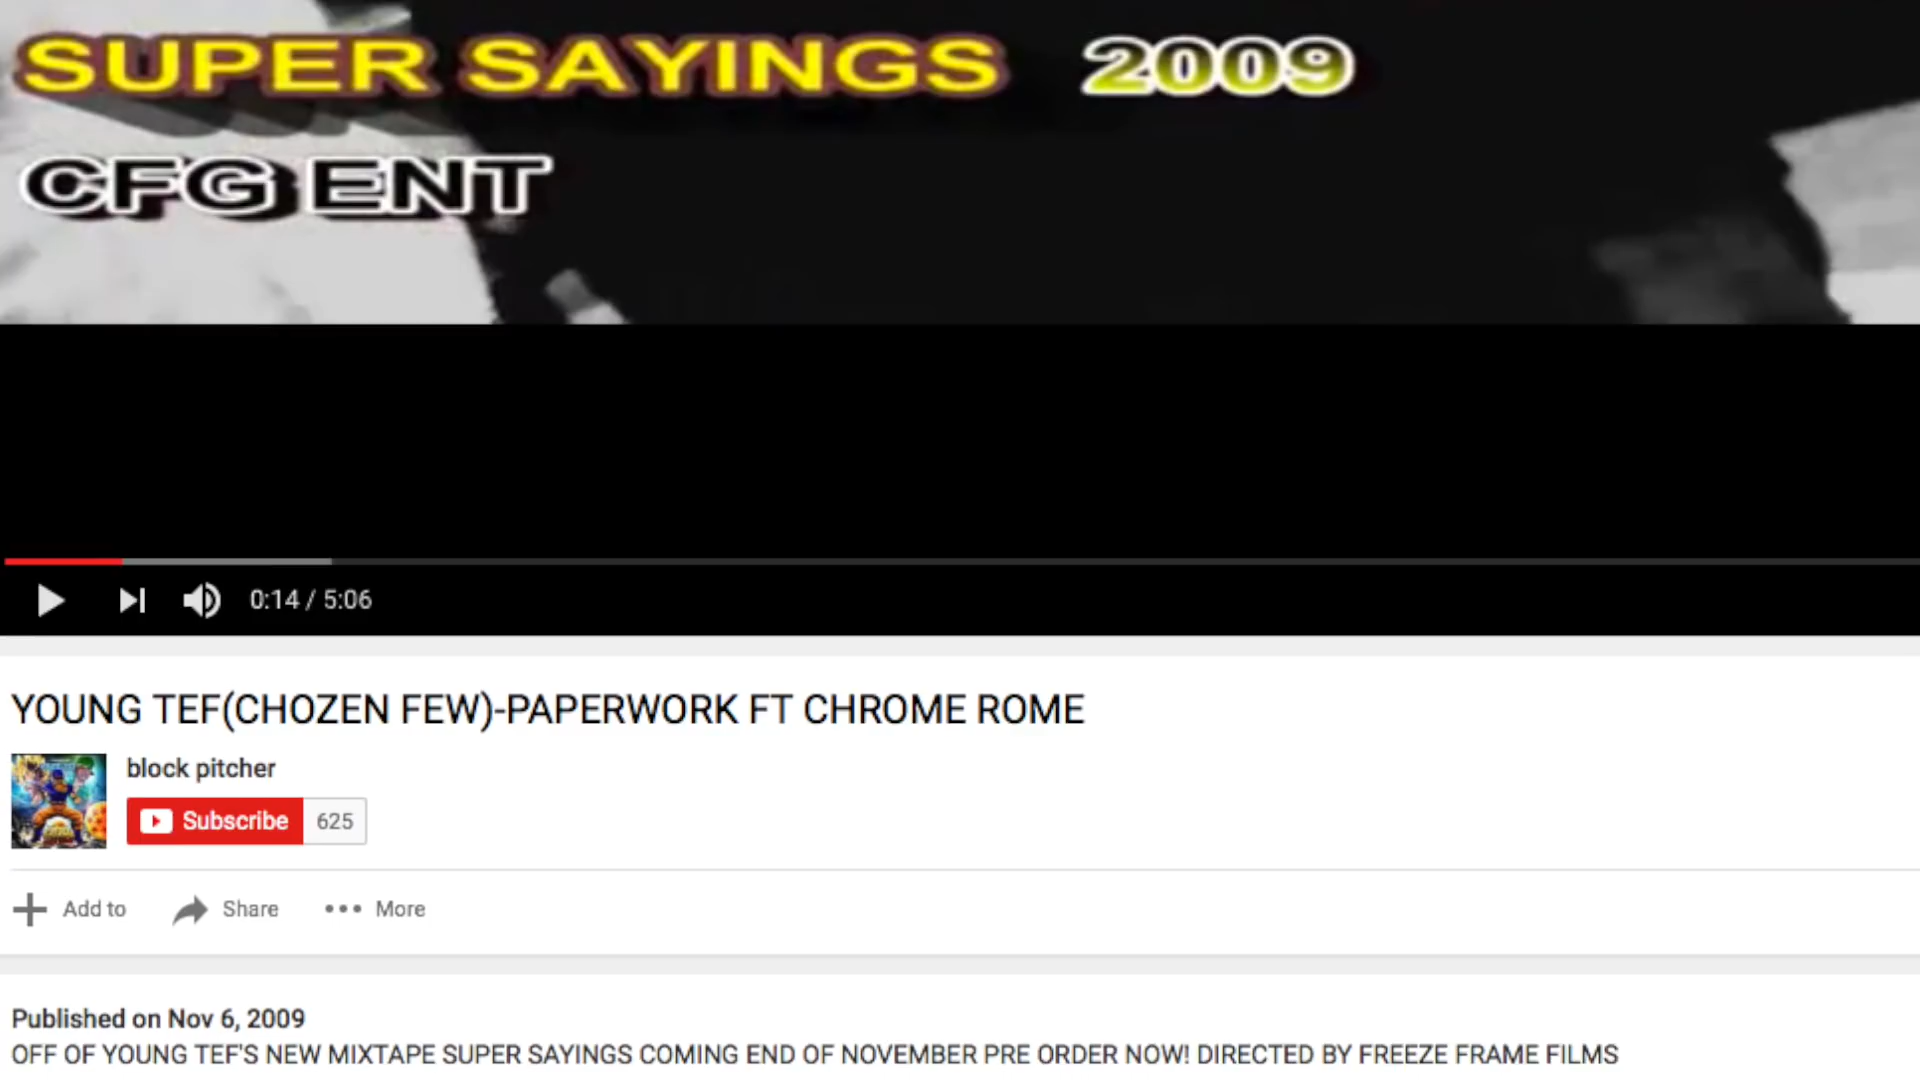 SUPER SAYINGS 2009
CFG ENT
0:14 / 5:06
YOUNG TEF(CHOZEN FEW)-PAPERWORK FT CHROME ROME
block pitcher
Subscribe 625
Add to Share More
Published on Nov 6, 2009
OFF OF YOUNG TEF'S NEW MIXTAPE SUPER SAYINGS COMING END OF NOVEMBER PRE ORDER NOW! DIRECTED BY FREEZE FRAME FILMS